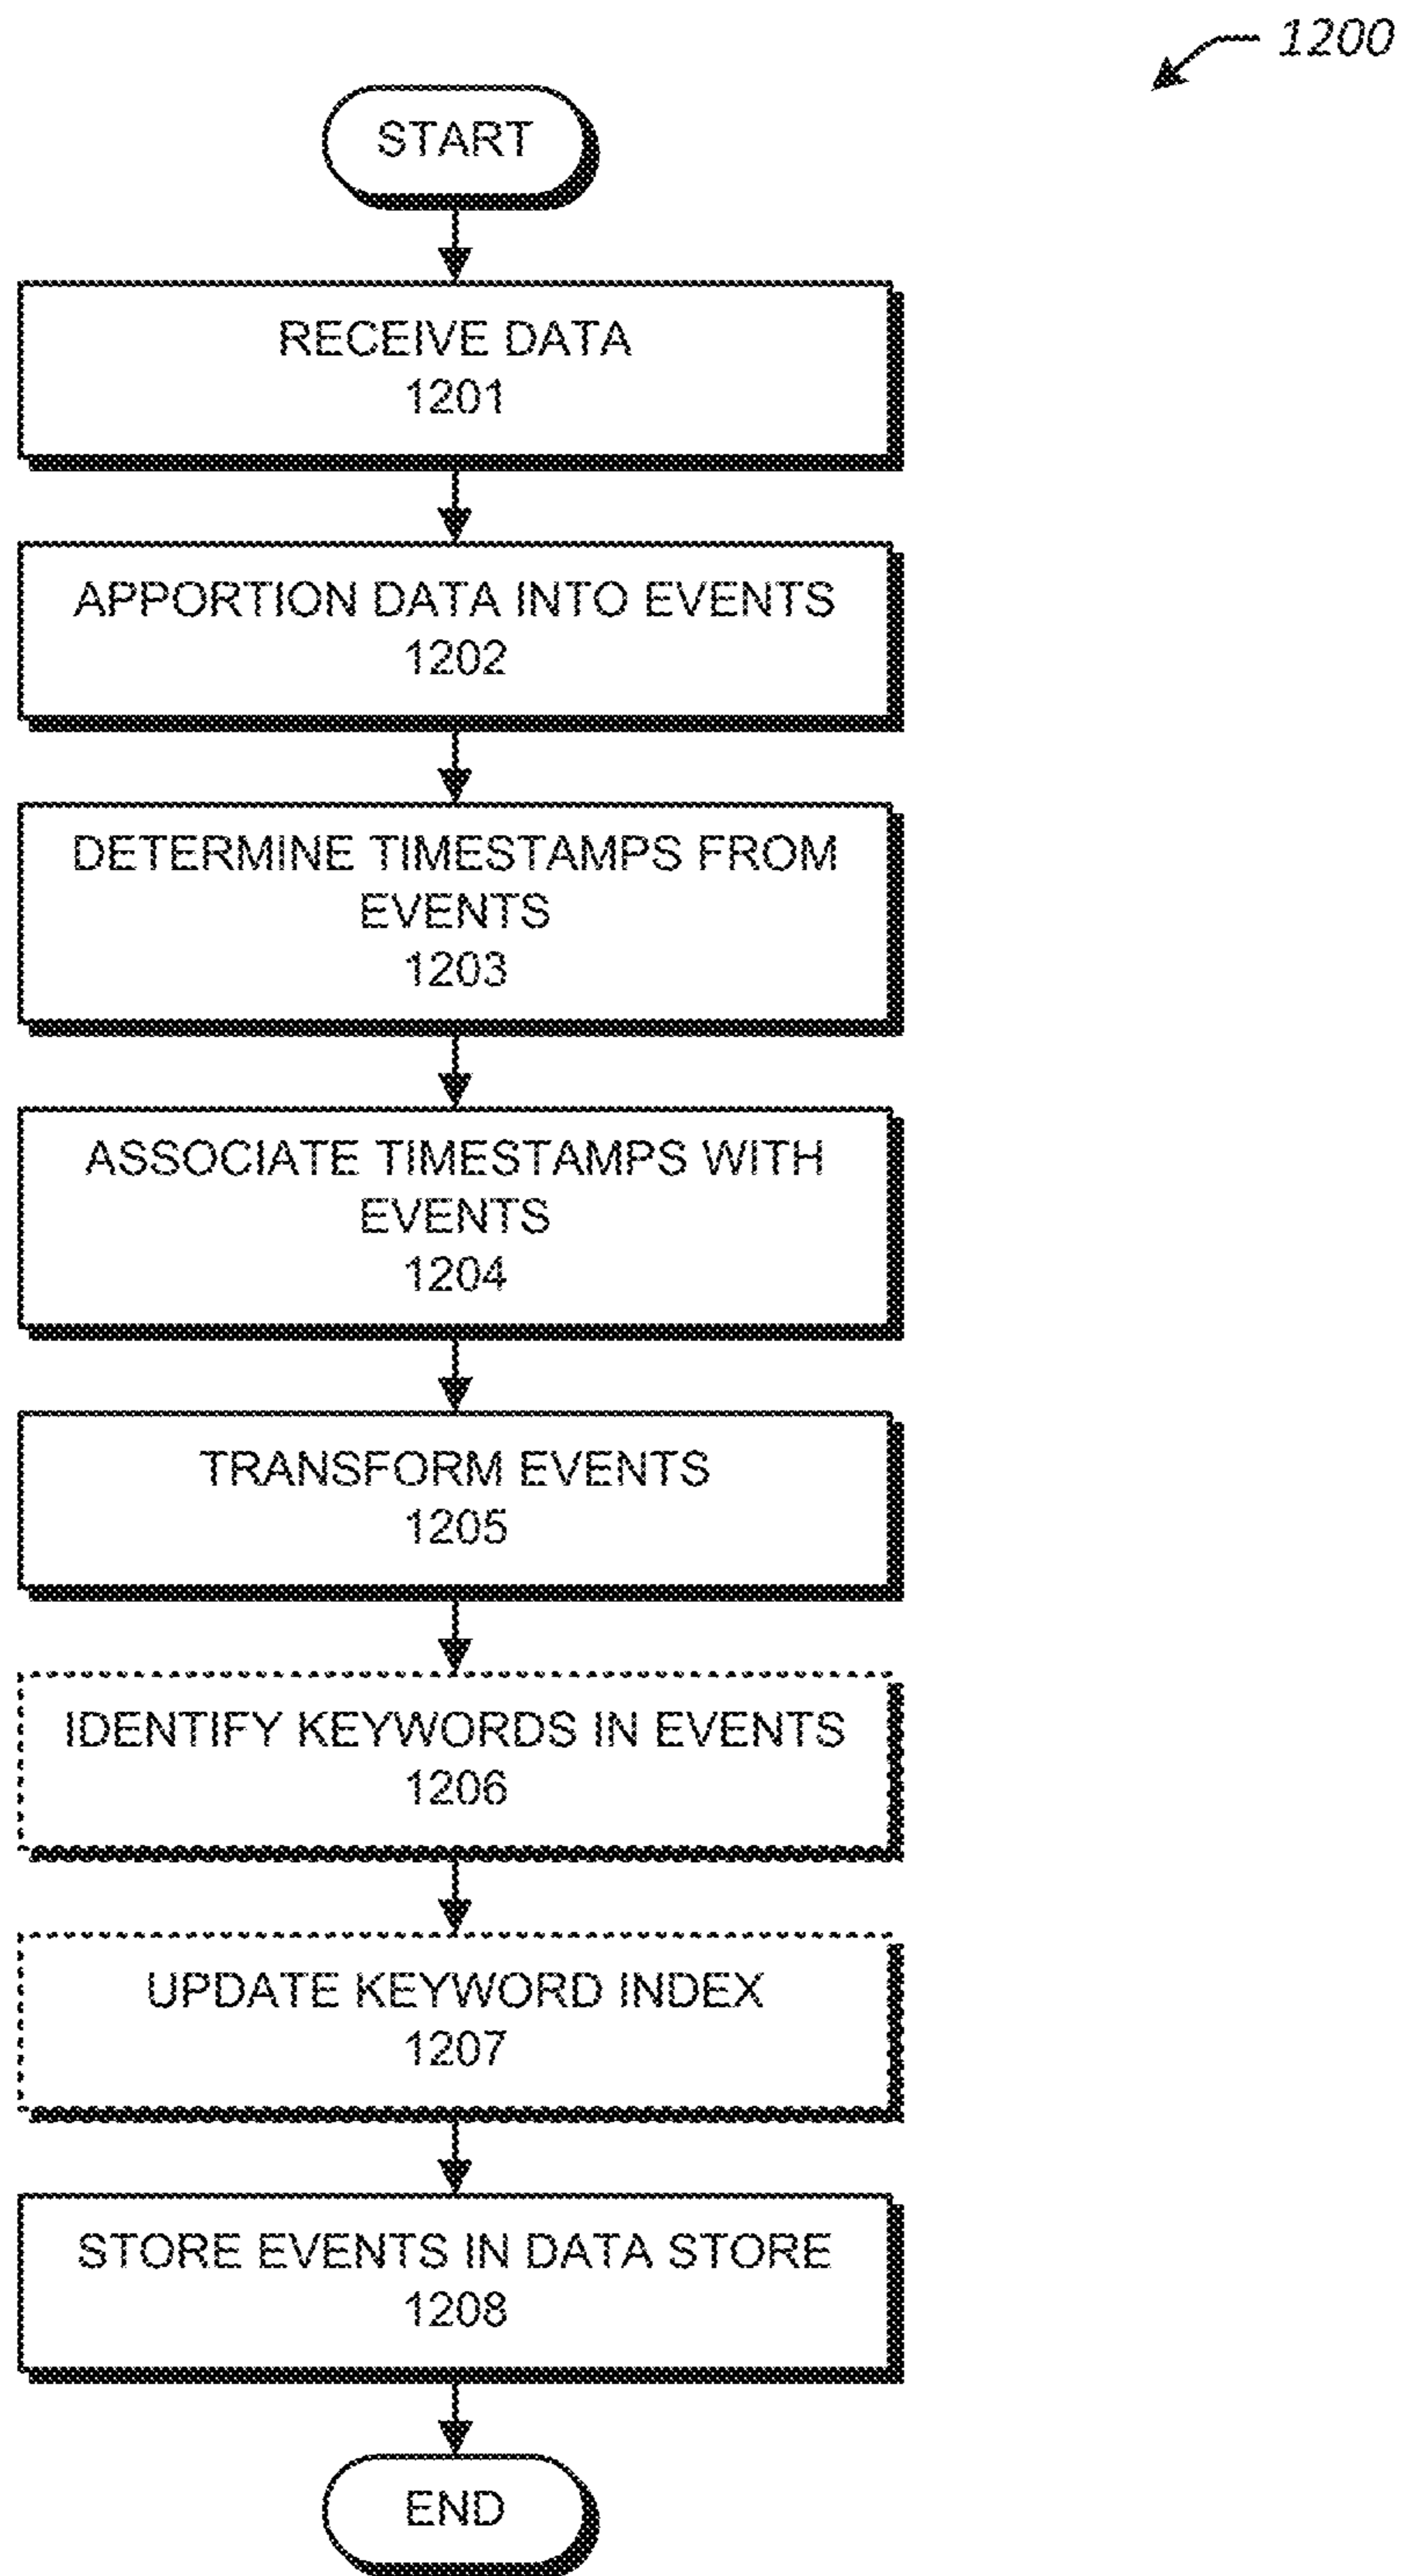 1200
START
RECEIVE DATA
1201
APPORTION DATA INTO EVENTS
1202
DETERMINE TIMESTAMPS FROM
EVENTS
1203
ASSOCIATE TIMESTAMPS WITH
EVENTS
1204
TRANSFORM EVENTS
1205
IDENTIFY KEYWORDS IN EVENTS
1206
UPDATE KEYWORD INDEX
1207
STORE EVENTS IN DATA STORE
1208
END